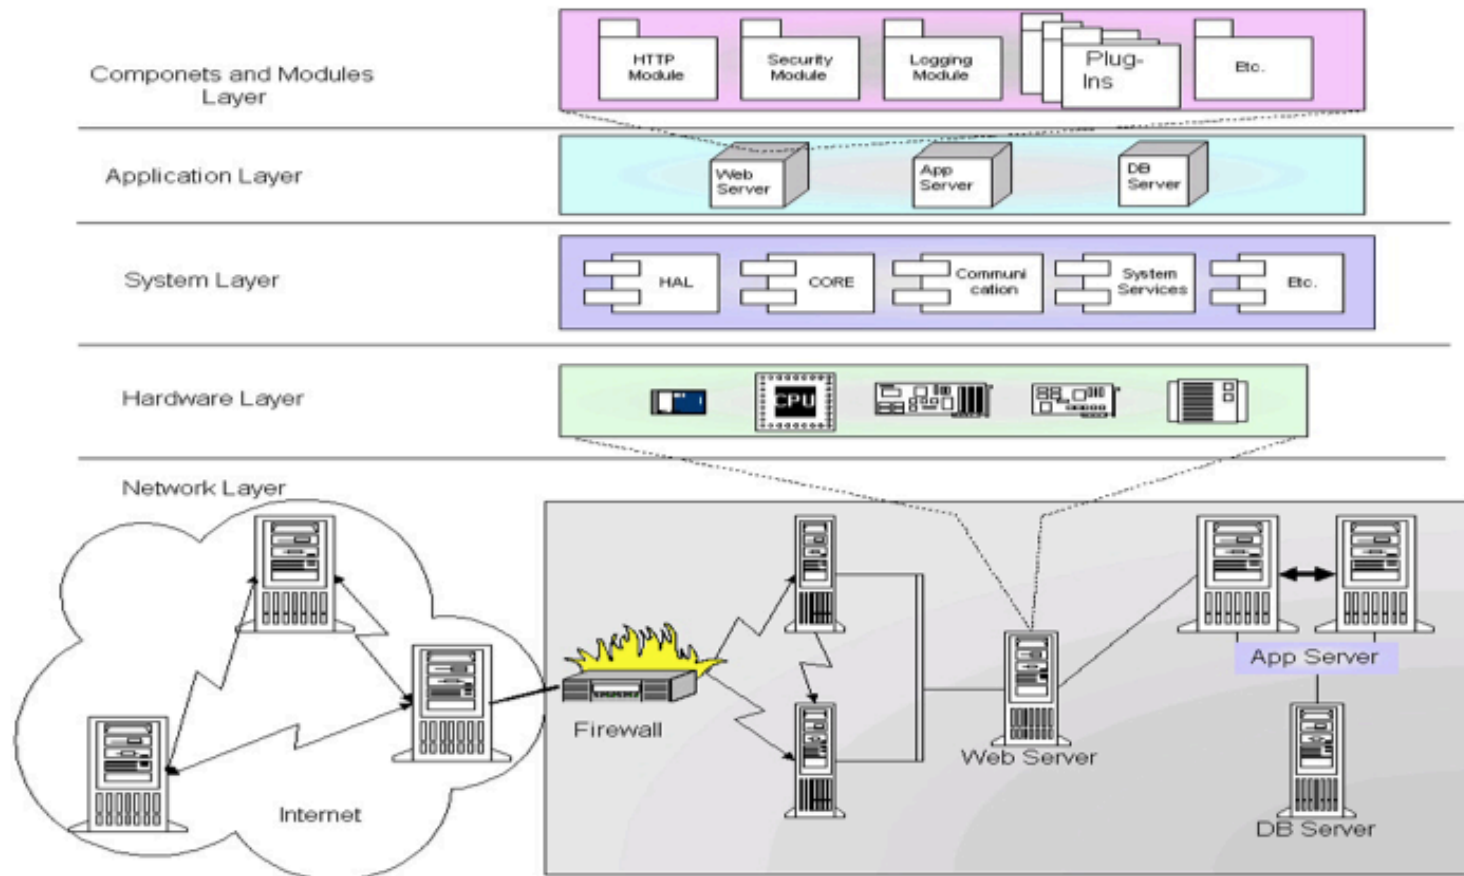 Componets and Modules
Layer
HTTP
Module
Security
Module
Logging
Module
Plug-
Ins
Etc.
Application Layer
Web
Server
App
Server
DB
Server
System Layer
HAL
CORE
Communi
cation
System
Services
Etc.
Hardware Layer
CPU
Network Layer
App Server
Firewall
Web Server
Internet
DB Server